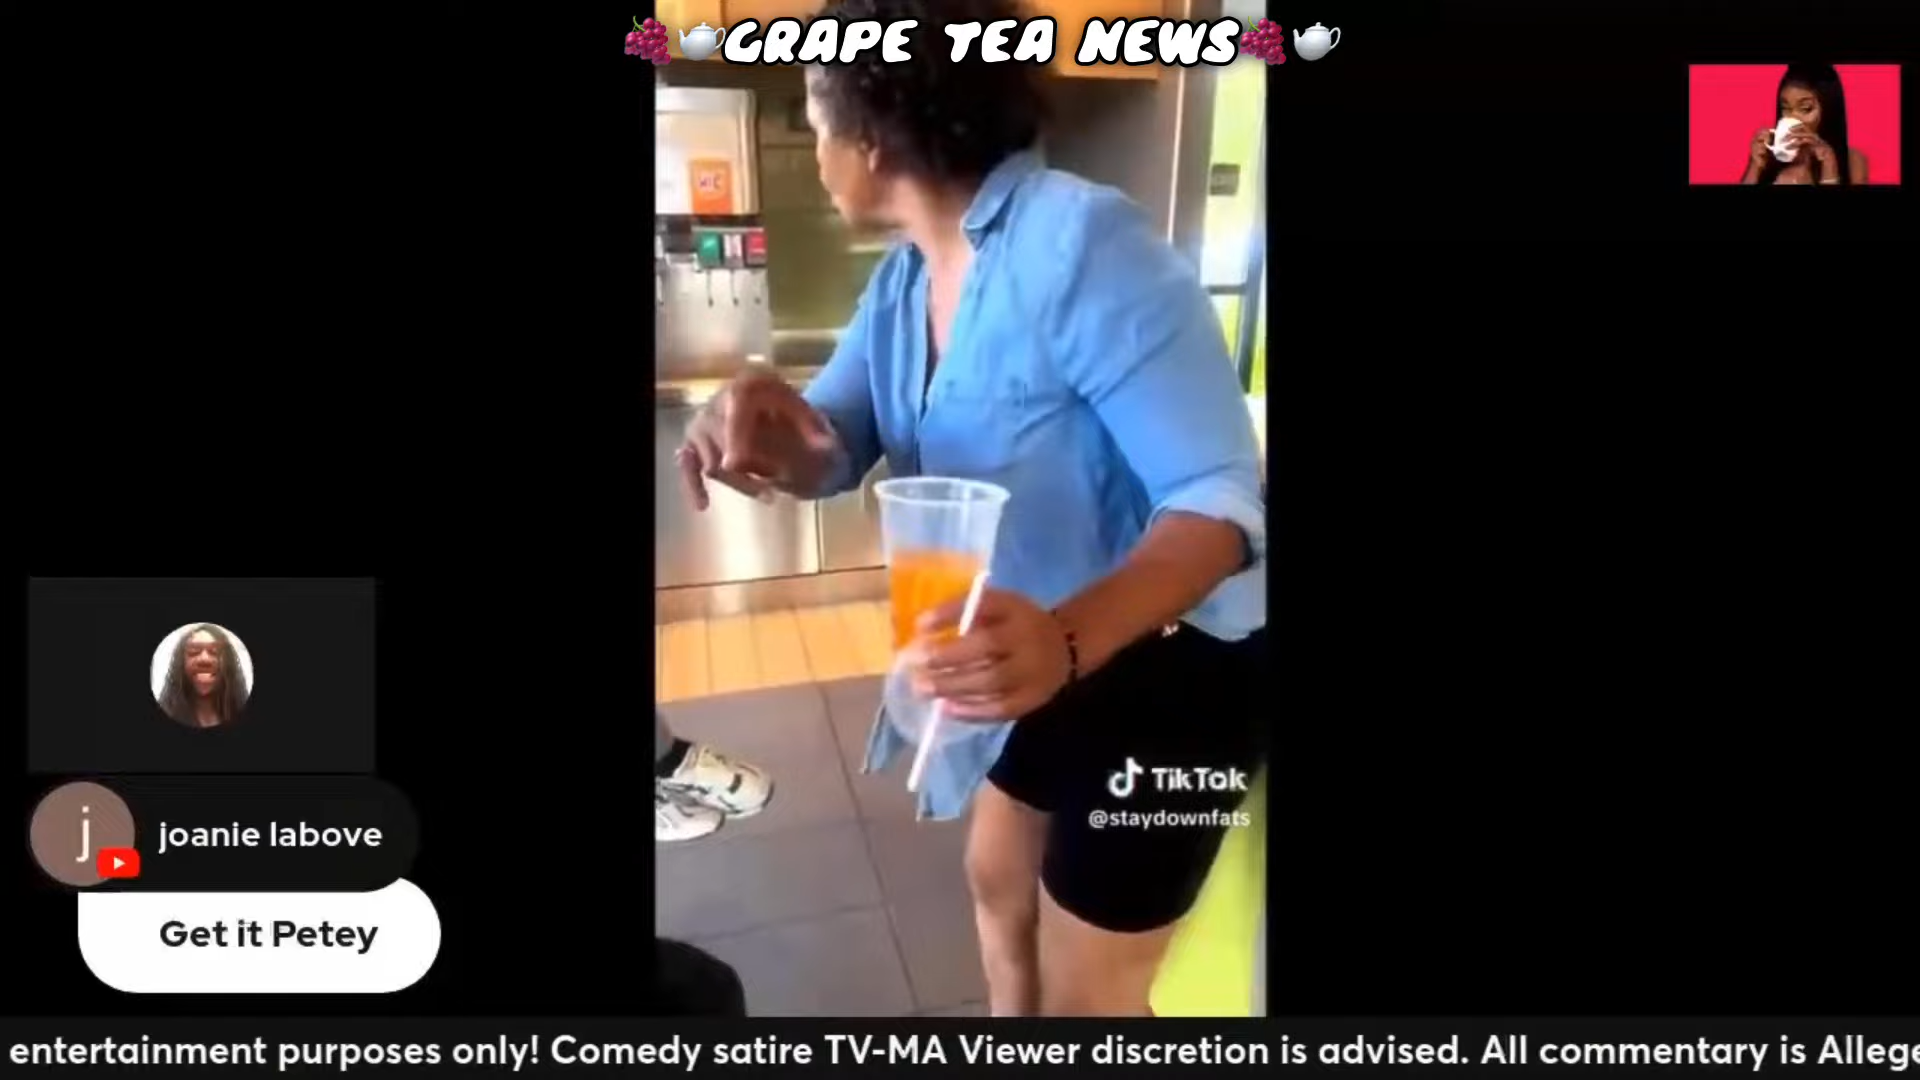 GRAPE TEA NEWS
HI-C
TikTok
@staydownfats
j
joanie labove
Get it Petey
entertainment purposes only! Comedy satire TV-MA Viewer discretion is advised. All commentary is Allege